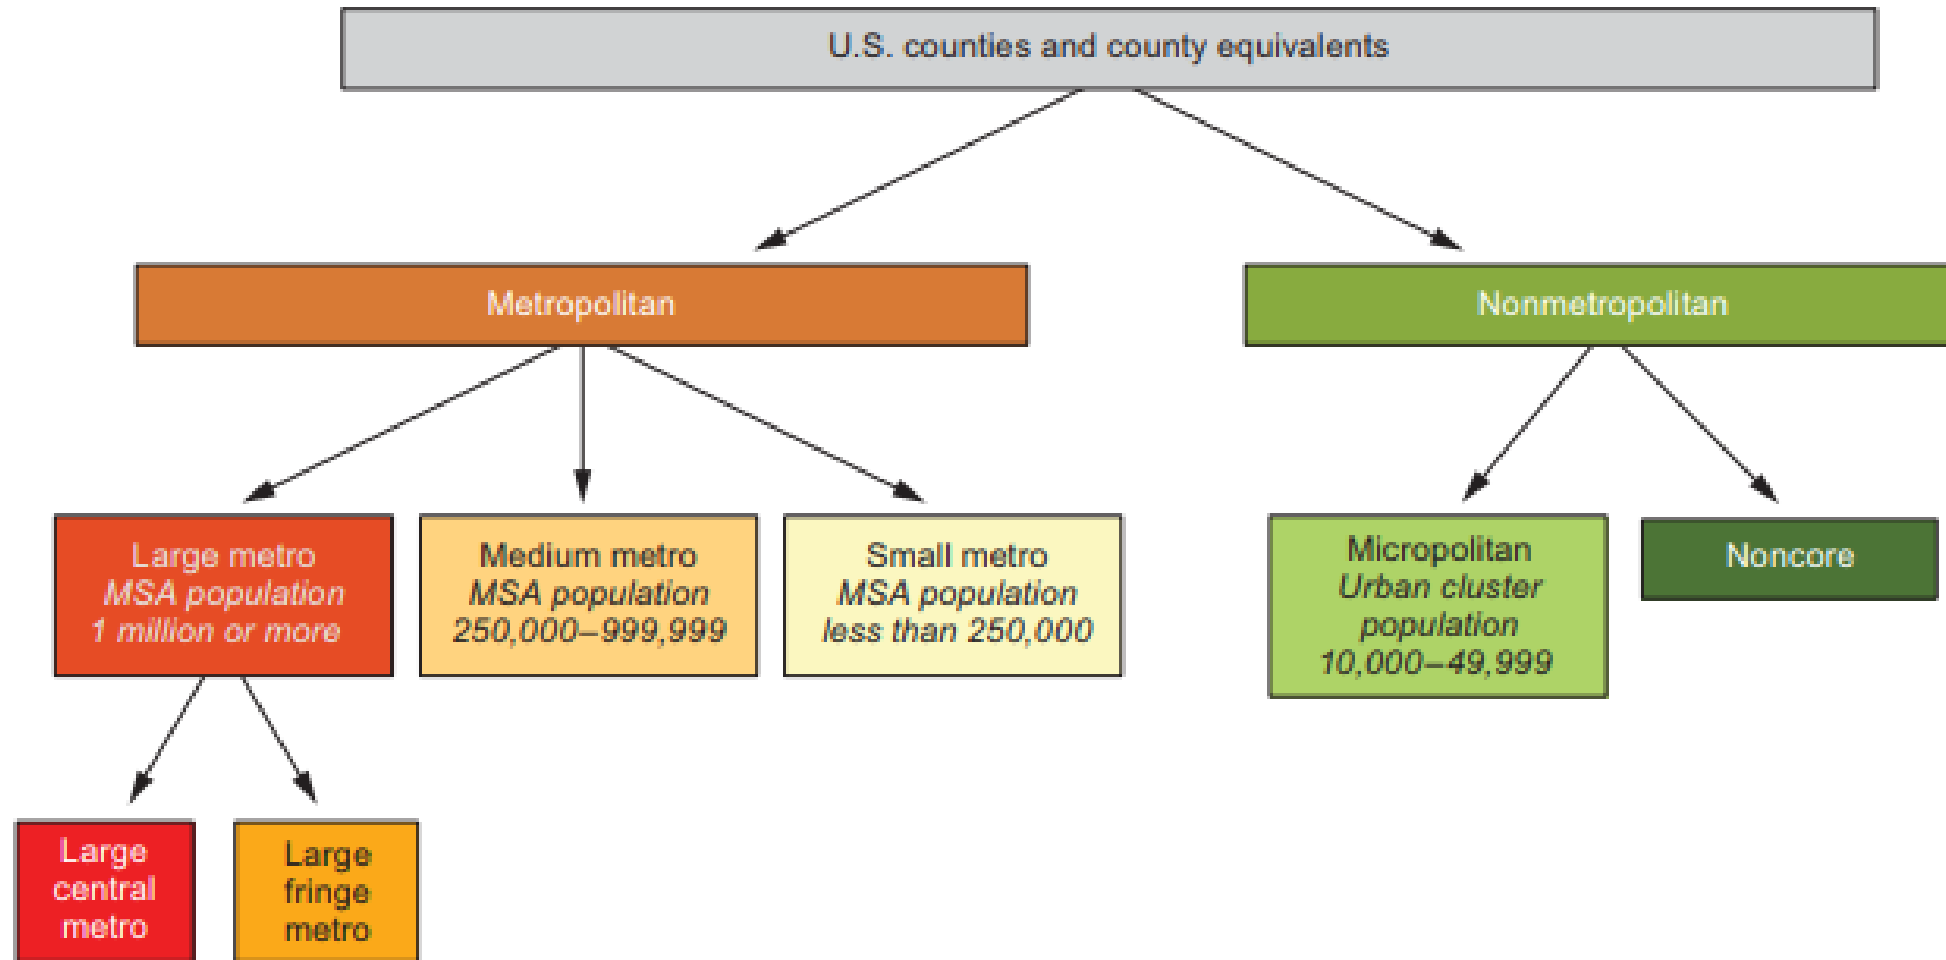 U.S. counties and county equivalents
Metropolitan
Nonmetropolitan
Large metro
MSA population
1 million or more
Medium metro
MSA population
250,000–999,999
Small metro
MSA population
less than 250,000
Micropolitan
Urban cluster
population
10,000–49,999
Noncore
Large
central
metro
Large
fringe
metro